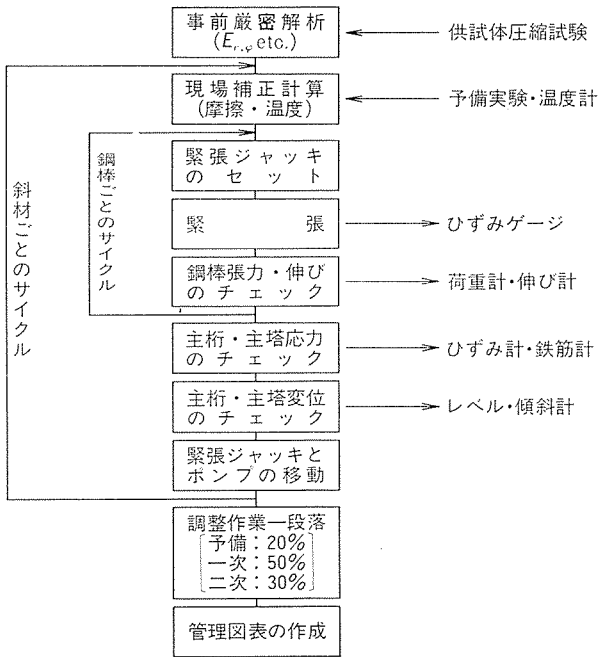 事前厳密解析
(Ec,φ etc.)
供試体圧縮試験
現場補正計算
(摩擦・温度)
予備実験・温度計
緊張ジャッキ
のセット
緊張
ひずみゲージ
鋼棒張力・伸び
のチェック
荷重計・伸び計
主桁・主塔応力
のチェック
ひずみ計・鉄筋計
主桁・主塔変位
のチェック
レベル・傾斜計
緊張ジャッキと
ポンプの移動
調整作業一段落
予備：20%
一次：50%
二次：30%
管理図表の作成
鋼棒ごとのサイクル
斜材ごとのサイクル